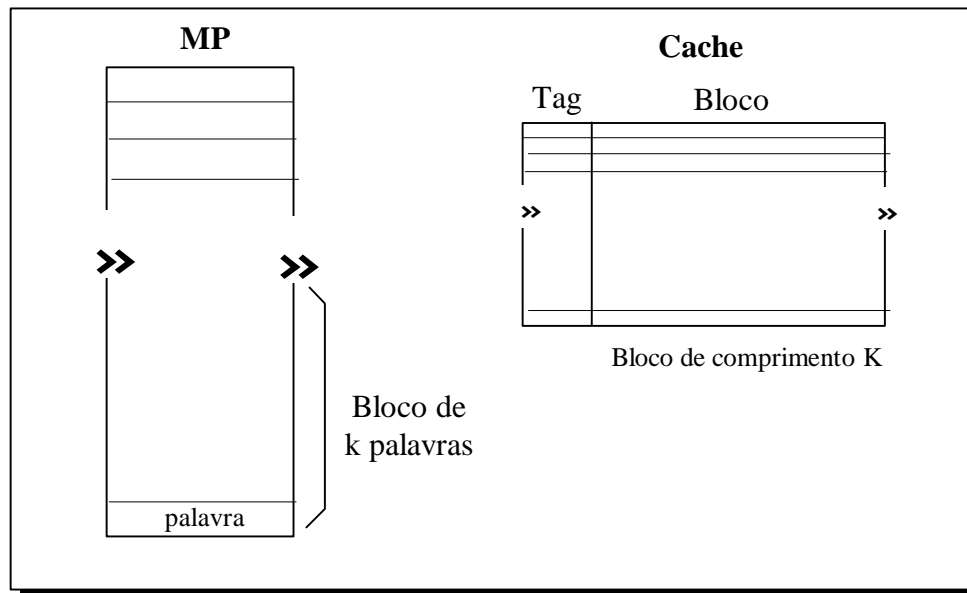 MP
Cache
Tag
Bloco
Bloco de comprimento K
Bloco de
k palavras
palavra